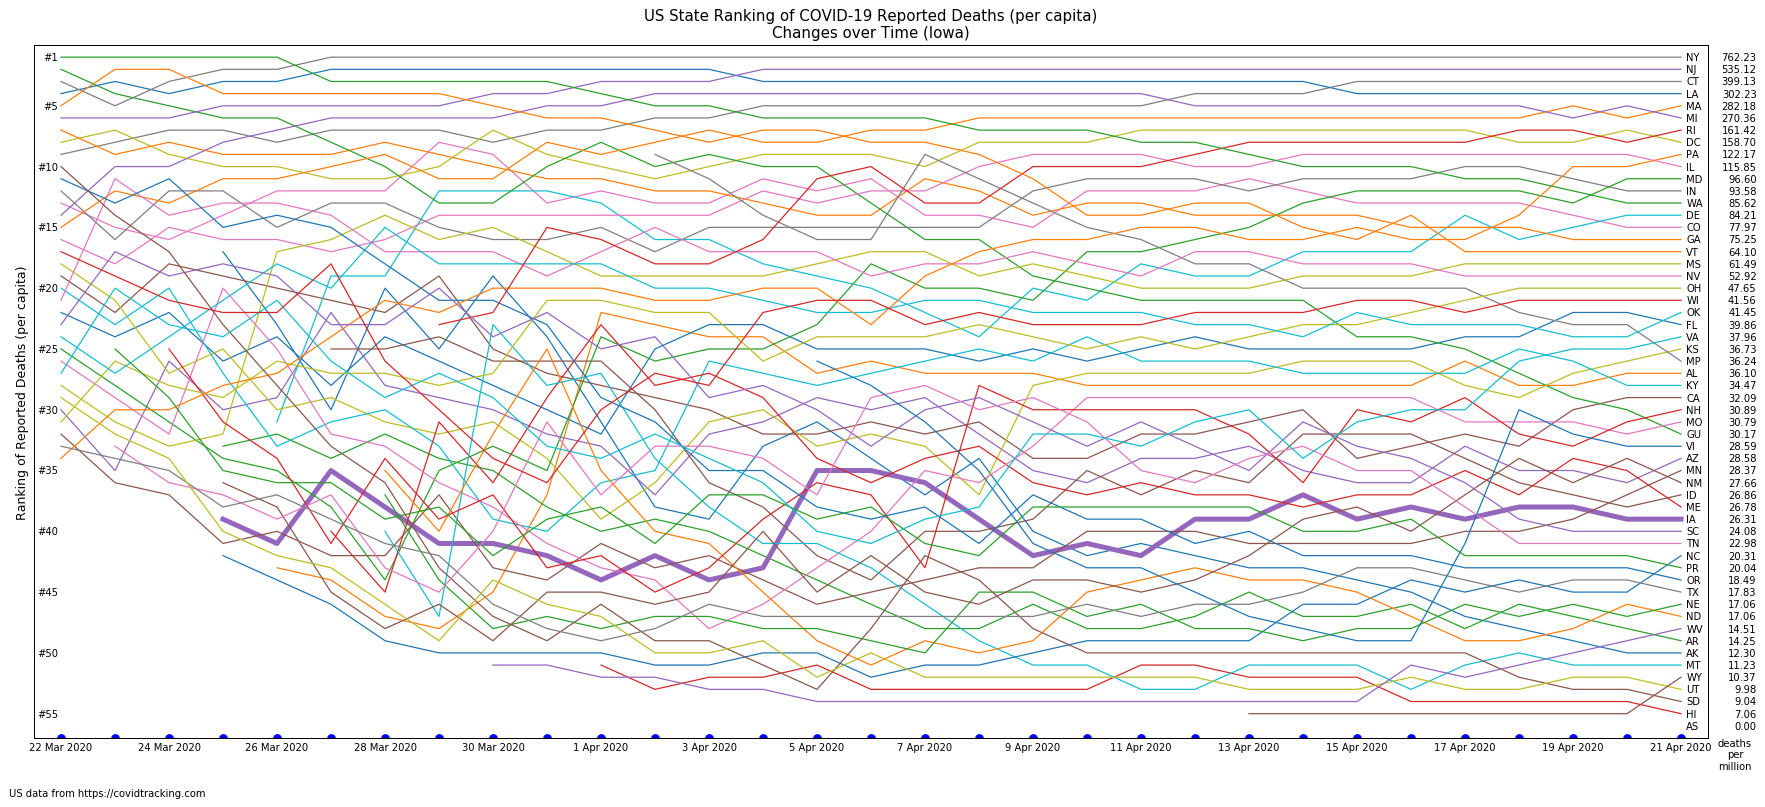 US State Ranking of COVID-19 Reported Deaths (per capita)
Changes over Time (Iowa)
Ranking of Reported Deaths (per capita)
#1
#5
#10
#15
#20
#25
#30
#35
#40
#45
#50
#55
NY 762.23
NJ 535.12
CT 399.13
LA 302.23
MA 282.18
MI 270.36
RI 161.42
DC 158.70
PA 122.17
IL 115.85
MD 96.60
IN 93.58
WA 85.62
DE 84.21
CO 77.97
GA 75.25
VT 64.10
MS 61.49
NV 52.92
OH 47.65
WI 41.56
OK 41.45
FL 39.86
VA 37.96
KS 36.73
MP 36.24
AL 36.10
KY 34.47
CA 32.09
NH 30.89
MO 30.79
GU 30.17
VI 28.59
AZ 28.58
MN 28.37
NM 27.66
ID 26.86
ME 26.78
IA 26.31
SC 24.08
TN 22.98
NC 20.31
PR 20.04
OR 18.49
TX 17.83
NE 17.06
ND 17.06
WV 14.51
AR 14.25
AK 12.30
MT 11.23
WY 10.37
UT 9.98
SD 9.04
HI 7.06
AS 0.00
22 Mar 2020 24 Mar 2020 26 Mar 2020 28 Mar 2020 30 Mar 2020 1 Apr 2020 3 Apr 2020 5 Apr 2020 7 Apr 2020 9 Apr 2020 11 Apr 2020 13 Apr 2020 15 Apr 2020 17 Apr 2020 19 Apr 2020 21 Apr 2020
deaths
per
million
US data from https://covidtracking.com